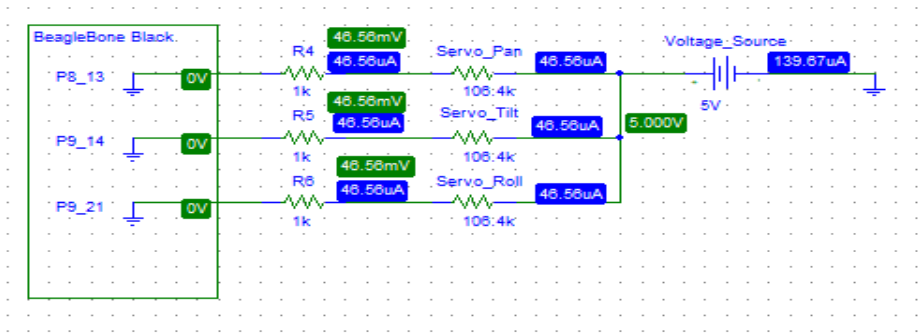 BeagleBone Black
P8_13
0V
R4
1k
46.56mV
46.56uA
Servo_Pan
106.4k
46.56uA
Voltage_Source
5V
139.67uA
P9_14
0V
R5
1k
46.56mV
46.56uA
Servo_Tilt
106.4k
46.56uA
5.000V
P9_21
0V
R6
1k
46.56mV
46.56uA
Servo_Roll
106.4k
46.56uA